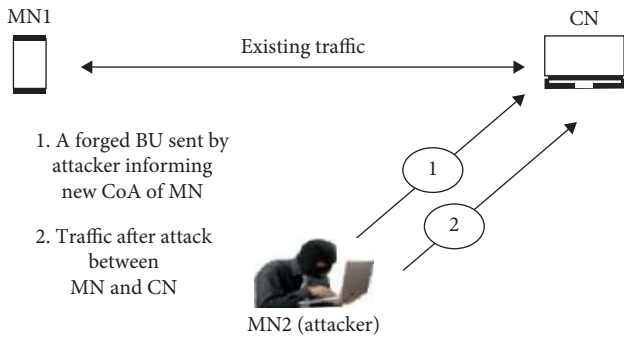 MN1
CN
Existing traffic
1. A forged BU sent by
attacker informing
new CoA of MN
1
2
2. Traffic after attack
between
MN and CN
MN2 (attacker)